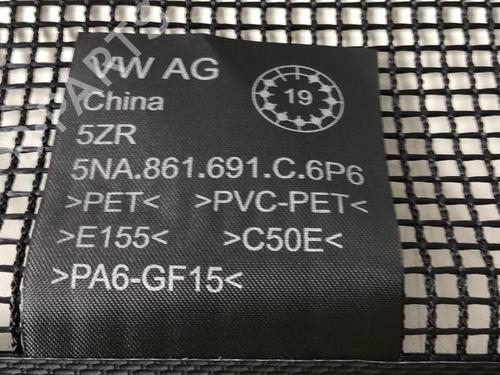 VW AG
19
China
5ZR
5NA.861.691.C.6P6
>PET< >PVC-PET<
>E155< >C50E<
>PA6-GF15<